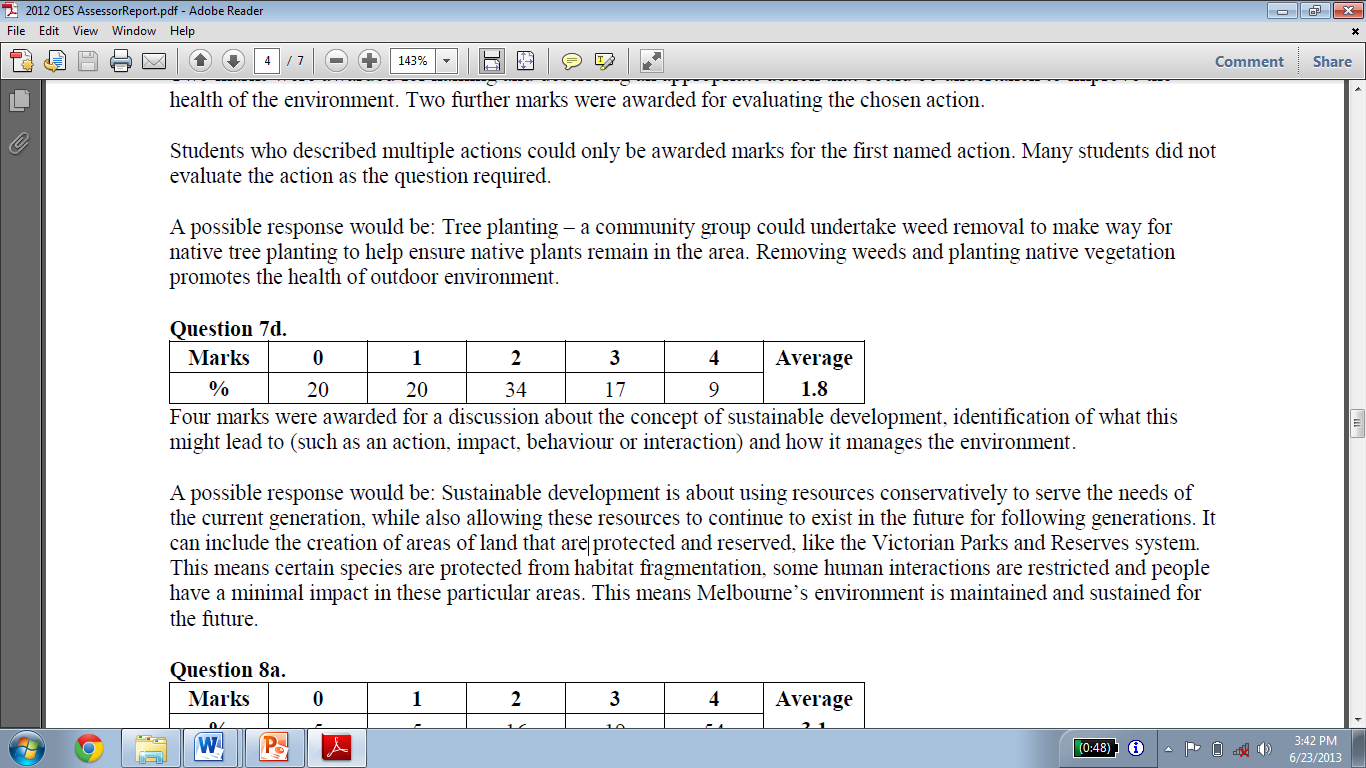 2012 OES AssessorReport.pdf - Adobe Reader
File Edit View Window Help
4 / 7 143% Comment Share
health of the environment. Two further marks were awarded for evaluating the chosen action.
Students who described multiple actions could only be awarded marks for the first named action. Many students did not
evaluate the action as the question required.
A possible response would be: Tree planting – a community group could undertake weed removal to make way for
native tree planting to help ensure native plants remain in the area. Removing weeds and planting native vegetation
promotes the health of outdoor environment.
Question 7d.
Marks 0 1 2 3 4 Average
% 20 20 34 17 9 1.8
Four marks were awarded for a discussion about the concept of sustainable development, identification of what this
might lead to (such as an action, impact, behaviour or interaction) and how it manages the environment.
A possible response would be: Sustainable development is about using resources conservatively to serve the needs of
the current generation, while also allowing these resources to continue to exist in the future for following generations. It
can include the creation of areas of land that are protected and reserved, like the Victorian Parks and Reserves system.
This means certain species are protected from habitat fragmentation, some human interactions are restricted and people
have a minimal impact in these particular areas. This means Melbourne’s environment is maintained and sustained for
the future.
Question 8a.
Marks 0 1 2 3 4 Average
(0:48) 3:42 PM
6/23/2013